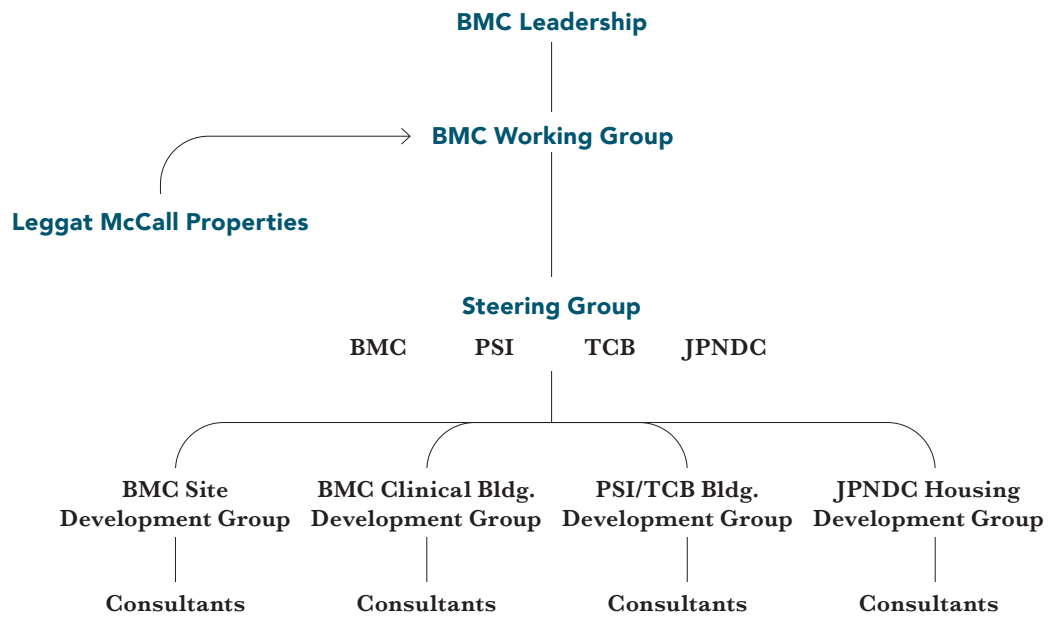 BMC Leadership
BMC Working Group
Leggat McCall Properties
Steering Group
BMC PSI TCB JPNDC
BMC Site
Development Group
BMC Clinical Bldg.
Development Group
PSI/TCB Bldg.
Development Group
JPNDC Housing
Development Group
Consultants
Consultants
Consultants
Consultants